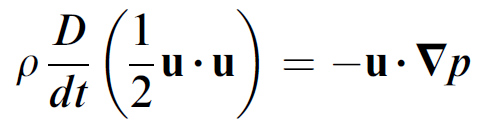 ρ D/dt (1/2 u · u) = −u · ∇p